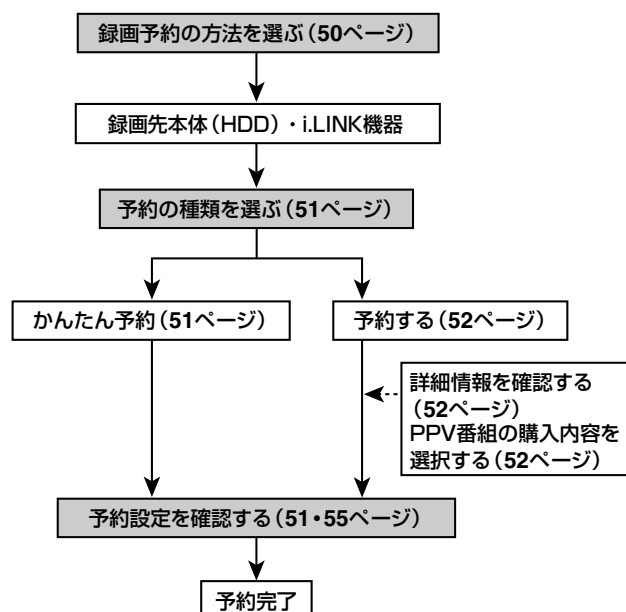 録画予約の方法を選ぶ(50ページ)
録画先本体(HDD)・i.LINK機器
予約の種類を選ぶ(51ページ)
かんたん予約(51ページ)
予約する(52ページ)
詳細情報を確認する
(52ページ)
PPV番組の購入内容を
選択する(52ページ)
予約設定を確認する(51・55ページ)
予約完了